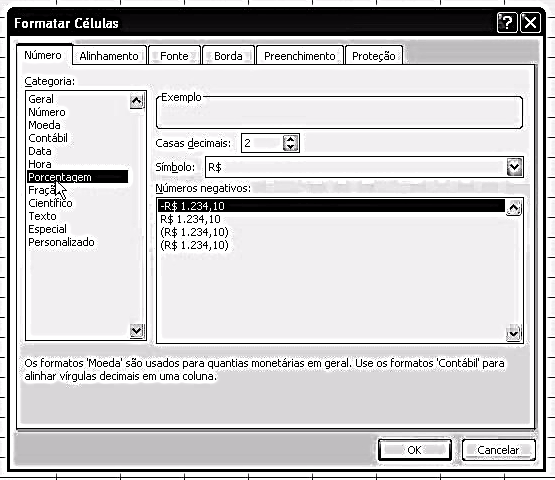 Formatar Células
Número Alinhamento Fonte Borda Preenchimento Proteção
Categoria:
Geral
Número
Moeda
Contábil
Data
Hora
Porcentagem
Fração
Científico
Texto
Especial
Personalizado
Exemplo
Casas decimais: 2
Símbolo: R$
Números negativos:
-R$ 1.234,10
R$ 1.234,10
(R$ 1.234,10)
(R$ 1.234,10)
Os formatos 'Moeda' são usados para quantias monetárias em geral. Use os formatos 'Contábil' para
alinhar vírgulas decimais em uma coluna.
OK Cancelar